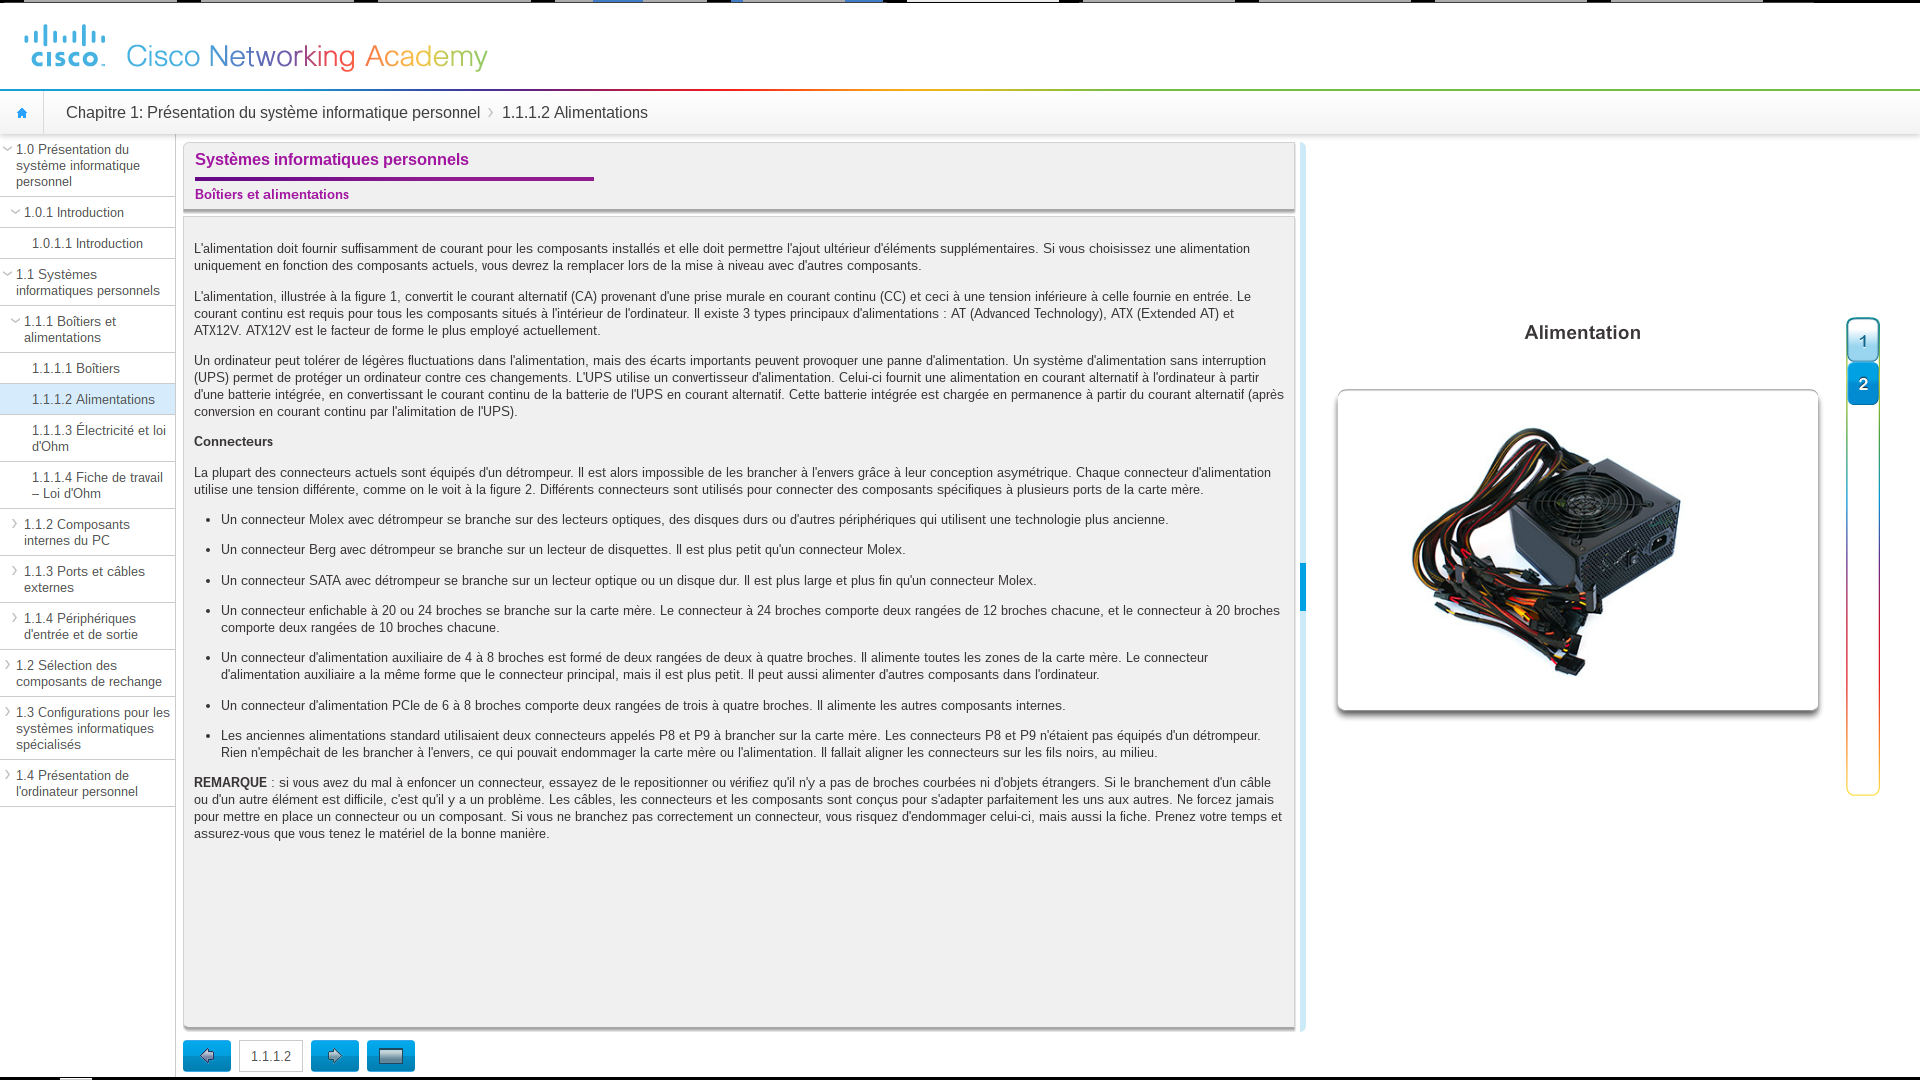 CISCO
Cisco Networking Academy
Chapitre 1: Présentation du système informatique personnel
1.1.1.2 Alimentations
1.0 Présentation du
système informatique
personnel
1.0.1 Introduction
1.0.1.1 Introduction
1.1 Systèmes
informatiques personnels
1.1.1 Boîtiers et
alimentations
1.1.1.1 Boîtiers
1.1.1.2 Alimentations
1.1.1.3 Électricité et loi
d'Ohm
1.1.1.4 Fiche de travail
– Loi d'Ohm
1.1.2 Composants
internes du PC
1.1.3 Ports et câbles
externes
1.1.4 Périphériques
d'entrée et de sortie
1.2 Sélection des
composants de rechange
1.3 Configurations pour les
systèmes informatiques
spécialisés
1.4 Présentation de
l'ordinateur personnel
Systèmes informatiques personnels
Boîtiers et alimentations
L'alimentation doit fournir suffisamment de courant pour les composants installés et elle doit permettre l'ajout ultérieur d'éléments supplémentaires. Si vous choisissez une alimentation
uniquement en fonction des composants actuels, vous devrez la remplacer lors de la mise à niveau avec d'autres composants.
L'alimentation, illustrée à la figure 1, convertit le courant alternatif (CA) provenant d'une prise murale en courant continu (CC) et ceci à une tension inférieure à celle fournie en entrée. Le
courant continu est requis pour tous les composants situés à l'intérieur de l'ordinateur. Il existe 3 types principaux d'alimentations : AT (Advanced Technology), ATX (Extended AT) et
ATX12V. ATX12V est le facteur de forme le plus employé actuellement.
Un ordinateur peut tolérer de légères fluctuations dans l'alimentation, mais des écarts importants peuvent provoquer une panne d'alimentation. Un système d'alimentation sans interruption
(UPS) permet de protéger un ordinateur contre ces changements. L'UPS utilise un convertisseur d'alimentation. Celui-ci fournit une alimentation en courant alternatif à l'ordinateur à partir
d'une batterie intégrée, en convertissant le courant continu de la batterie de l'UPS en courant alternatif. Cette batterie intégrée est chargée en permanence à partir du courant alternatif (après
conversion en courant continu par l'alimitation de l'UPS).
Connecteurs
La plupart des connecteurs actuels sont équipés d'un détrompeur. Il est alors impossible de les brancher à l'envers grâce à leur conception asymétrique. Chaque connecteur d'alimentation
utilise une tension différente, comme on le voit à la figure 2. Différents connecteurs sont utilisés pour connecter des composants spécifiques à plusieurs ports de la carte mère.
• Un connecteur Molex avec détrompeur se branche sur des lecteurs optiques, des disques durs ou d'autres périphériques qui utilisent une technologie plus ancienne.
• Un connecteur Berg avec détrompeur se branche sur un lecteur de disquettes. Il est plus petit qu'un connecteur Molex.
• Un connecteur SATA avec détrompeur se branche sur un lecteur optique ou un disque dur. Il est plus large et plus fin qu'un connecteur Molex.
• Un connecteur enfichable à 20 ou 24 broches se branche sur la carte mère. Le connecteur à 24 broches comporte deux rangées de 12 broches chacune, et le connecteur à 20 broches
comporte deux rangées de 10 broches chacune.
• Un connecteur d'alimentation auxiliaire de 4 à 8 broches est formé de deux rangées de deux à quatre broches. Il alimente toutes les zones de la carte mère. Le connecteur
d'alimentation auxiliaire a la même forme que le connecteur principal, mais il est plus petit. Il peut aussi alimenter d'autres composants dans l'ordinateur.
• Un connecteur d'alimentation PCIe de 6 à 8 broches comporte deux rangées de trois à quatre broches. Il alimente les autres composants internes.
• Les anciennes alimentations standard utilisaient deux connecteurs appelés P8 et P9 à brancher sur la carte mère. Les connecteurs P8 et P9 n'étaient pas équipés d'un détrompeur.
Rien n'empêchait de les brancher à l'envers, ce qui pouvait endommager la carte mère ou l'alimentation. Il fallait aligner les connecteurs sur les fils noirs, au milieu.
REMARQUE : si vous avez du mal à enfoncer un connecteur, essayez de le repositionner ou vérifiez qu'il n'y a pas de broches courbées ni d'objets étrangers. Si le branchement d'un câble
ou d'un autre élément est difficile, c'est qu'il y a un problème. Les câbles, les connecteurs et les composants sont conçus pour s'adapter parfaitement les uns aux autres. Ne forcez jamais
pour mettre en place un connecteur ou un composant. Si vous ne branchez pas correctement un connecteur, vous risquez d'endommager celui-ci, mais aussi la fiche. Prenez votre temps et
assurez-vous que vous tenez le matériel de la bonne manière.
Alimentation
1
2
1.1.1.2